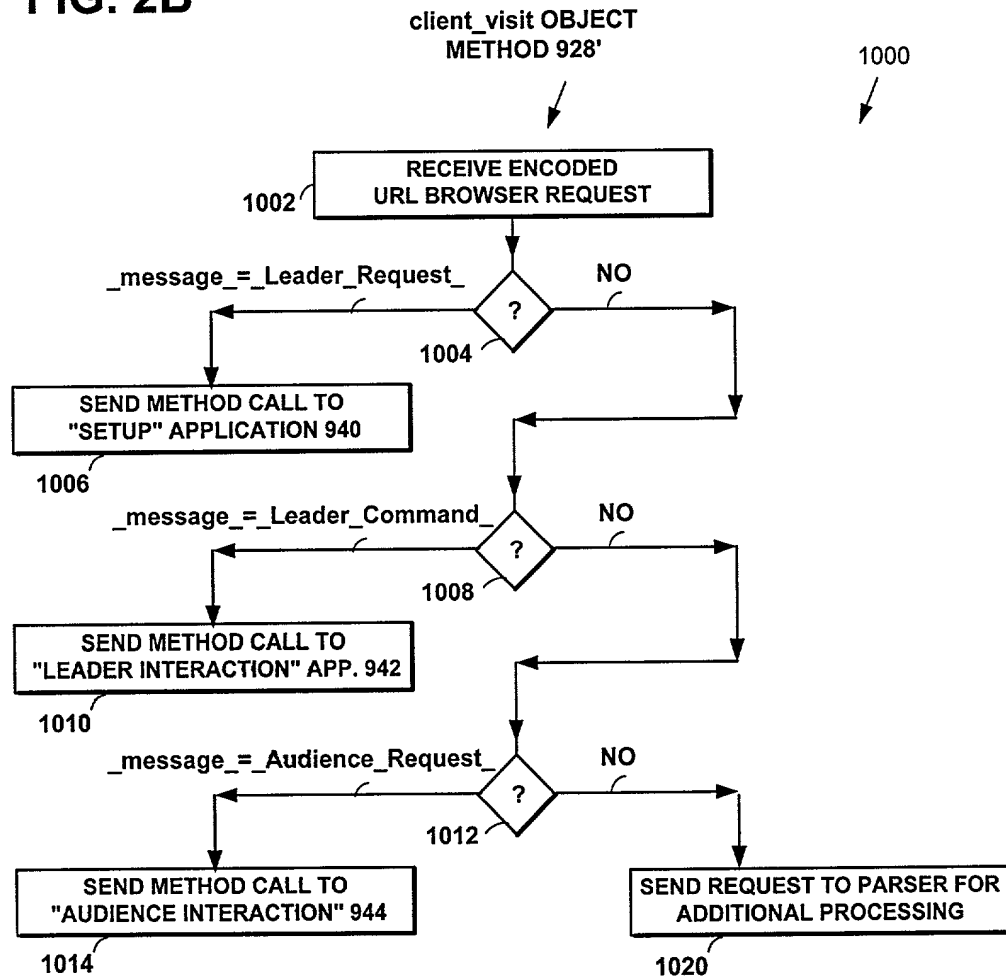 FIG. 2B
client_visit OBJECT
METHOD 928'
1000
RECEIVE ENCODED
URL BROWSER REQUEST
1002
_message_=_Leader_Request_
NO
?
1004
SEND METHOD CALL TO
"SETUP" APPLICATION 940
1006
_message_=_Leader_Command_
NO
?
1008
SEND METHOD CALL TO
"LEADER INTERACTION" APP. 942
1010
_message_=_Audience_Request_
NO
?
1012
SEND METHOD CALL TO
"AUDIENCE INTERACTION" 944
1014
SEND REQUEST TO PARSER FOR
ADDITIONAL PROCESSING
1020